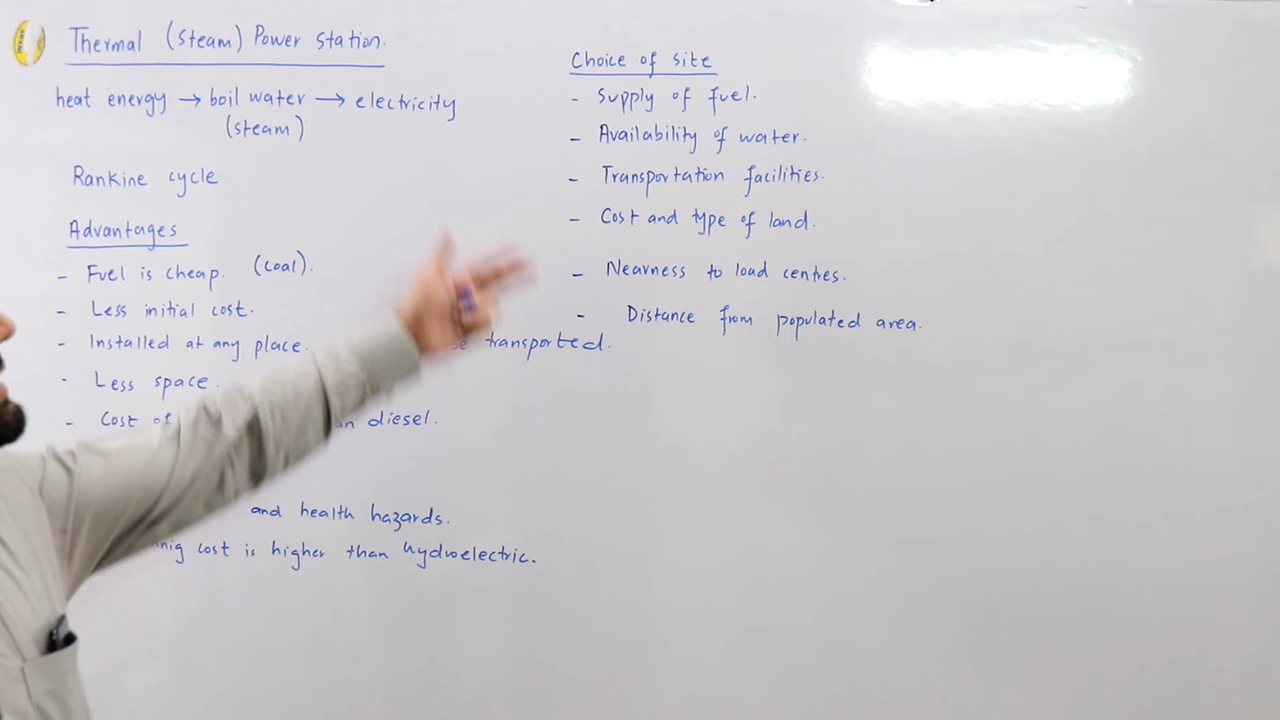 Thermal (Steam) Power Station.
heat energy → boil water → electricity
(steam)
Rankine cycle
Advantages
- Fuel is cheap. (coal).
- Less initial cost.
- Installed at any place. transported.
- Less space.
- Cost of diesel.
and health hazards.
cost is higher than hydroelectric.
Choice of site
- Supply of fuel.
- Availability of water.
- Transportation facilities.
- Cost and type of land.
- Nearness to load centres.
- Distance from populated area.